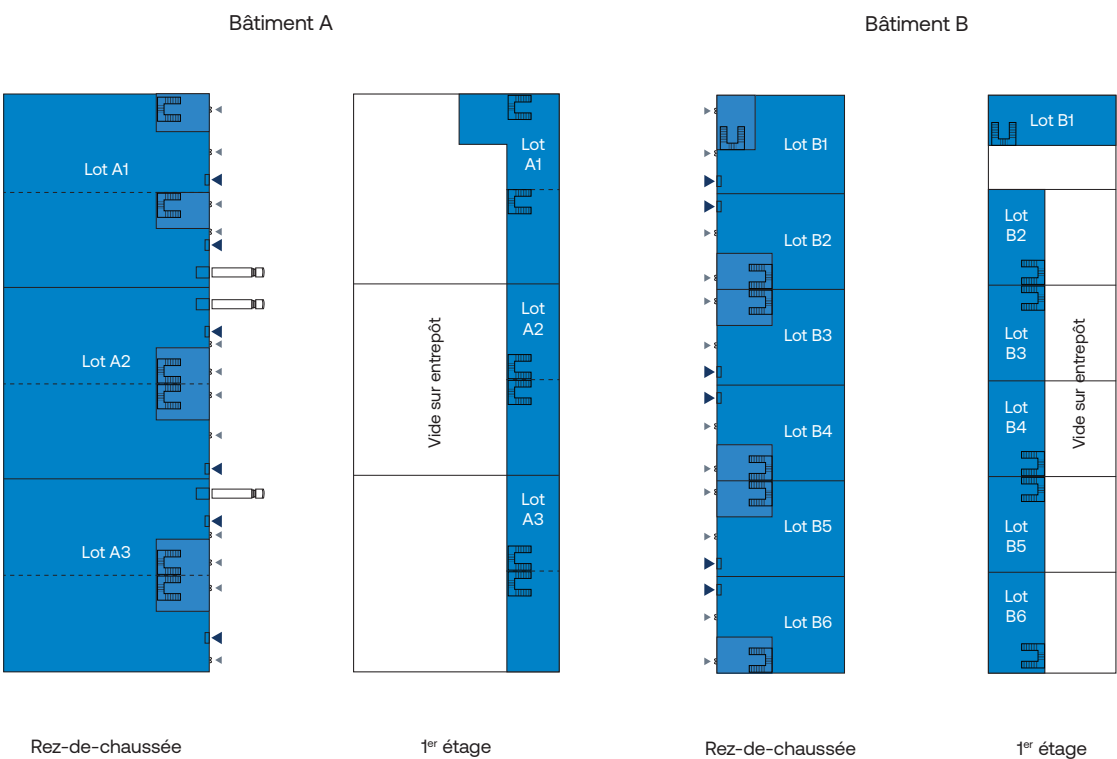 Bâtiment A
Bâtiment B
Lot A1
Lot A2
Lot A3
Lot
A1
Lot
A2
Lot
A3
Vide sur entrepôt
Lot B1
Lot B2
Lot B3
Lot B4
Lot B5
Lot B6
Lot B1
Lot
B2
Lot
B3
Lot
B4
Lot
B5
Lot
B6
Vide sur entrepôt
Rez-de-chaussée
1er étage
Rez-de-chaussée
1er étage